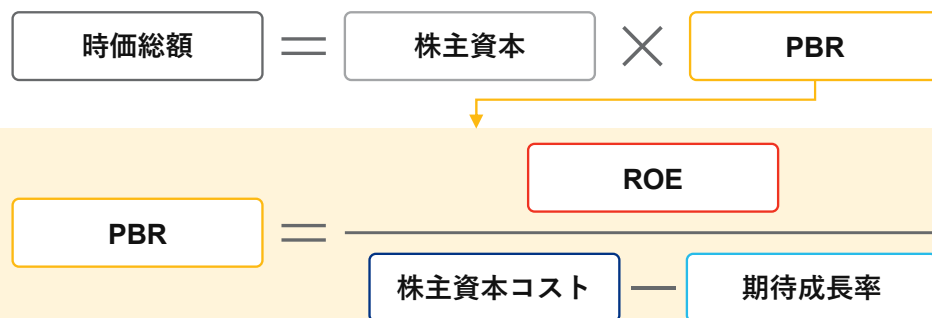 時価総額 = 株主資本 × PBR
ROE
PBR =
株主資本コスト — 期待成長率